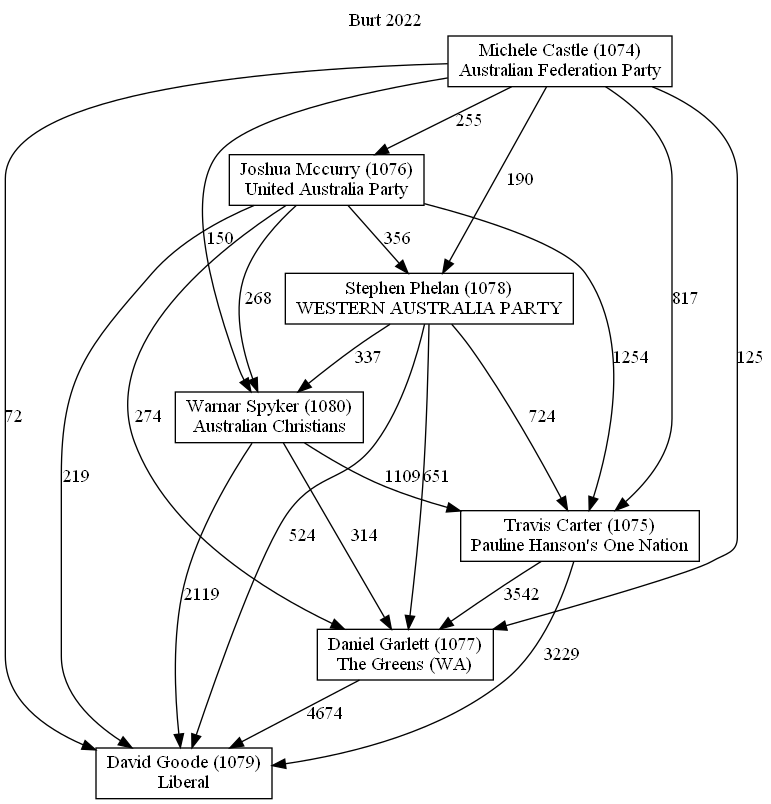 Burt 2022
Michele Castle (1074)
Australian Federation Party
255
Joshua Mccurry (1076)
United Australia Party
190
150
356
268
Stephen Phelan (1078)
WESTERN AUSTRALIA PARTY
817
337
1254
125
Warnar Spyker (1080)
Australian Christians
72
274
724
219
1109
651
Travis Carter (1075)
Pauline Hanson's One Nation
524
314
2119
3542
Daniel Garlett (1077)
The Greens (WA)
3229
4674
David Goode (1079)
Liberal